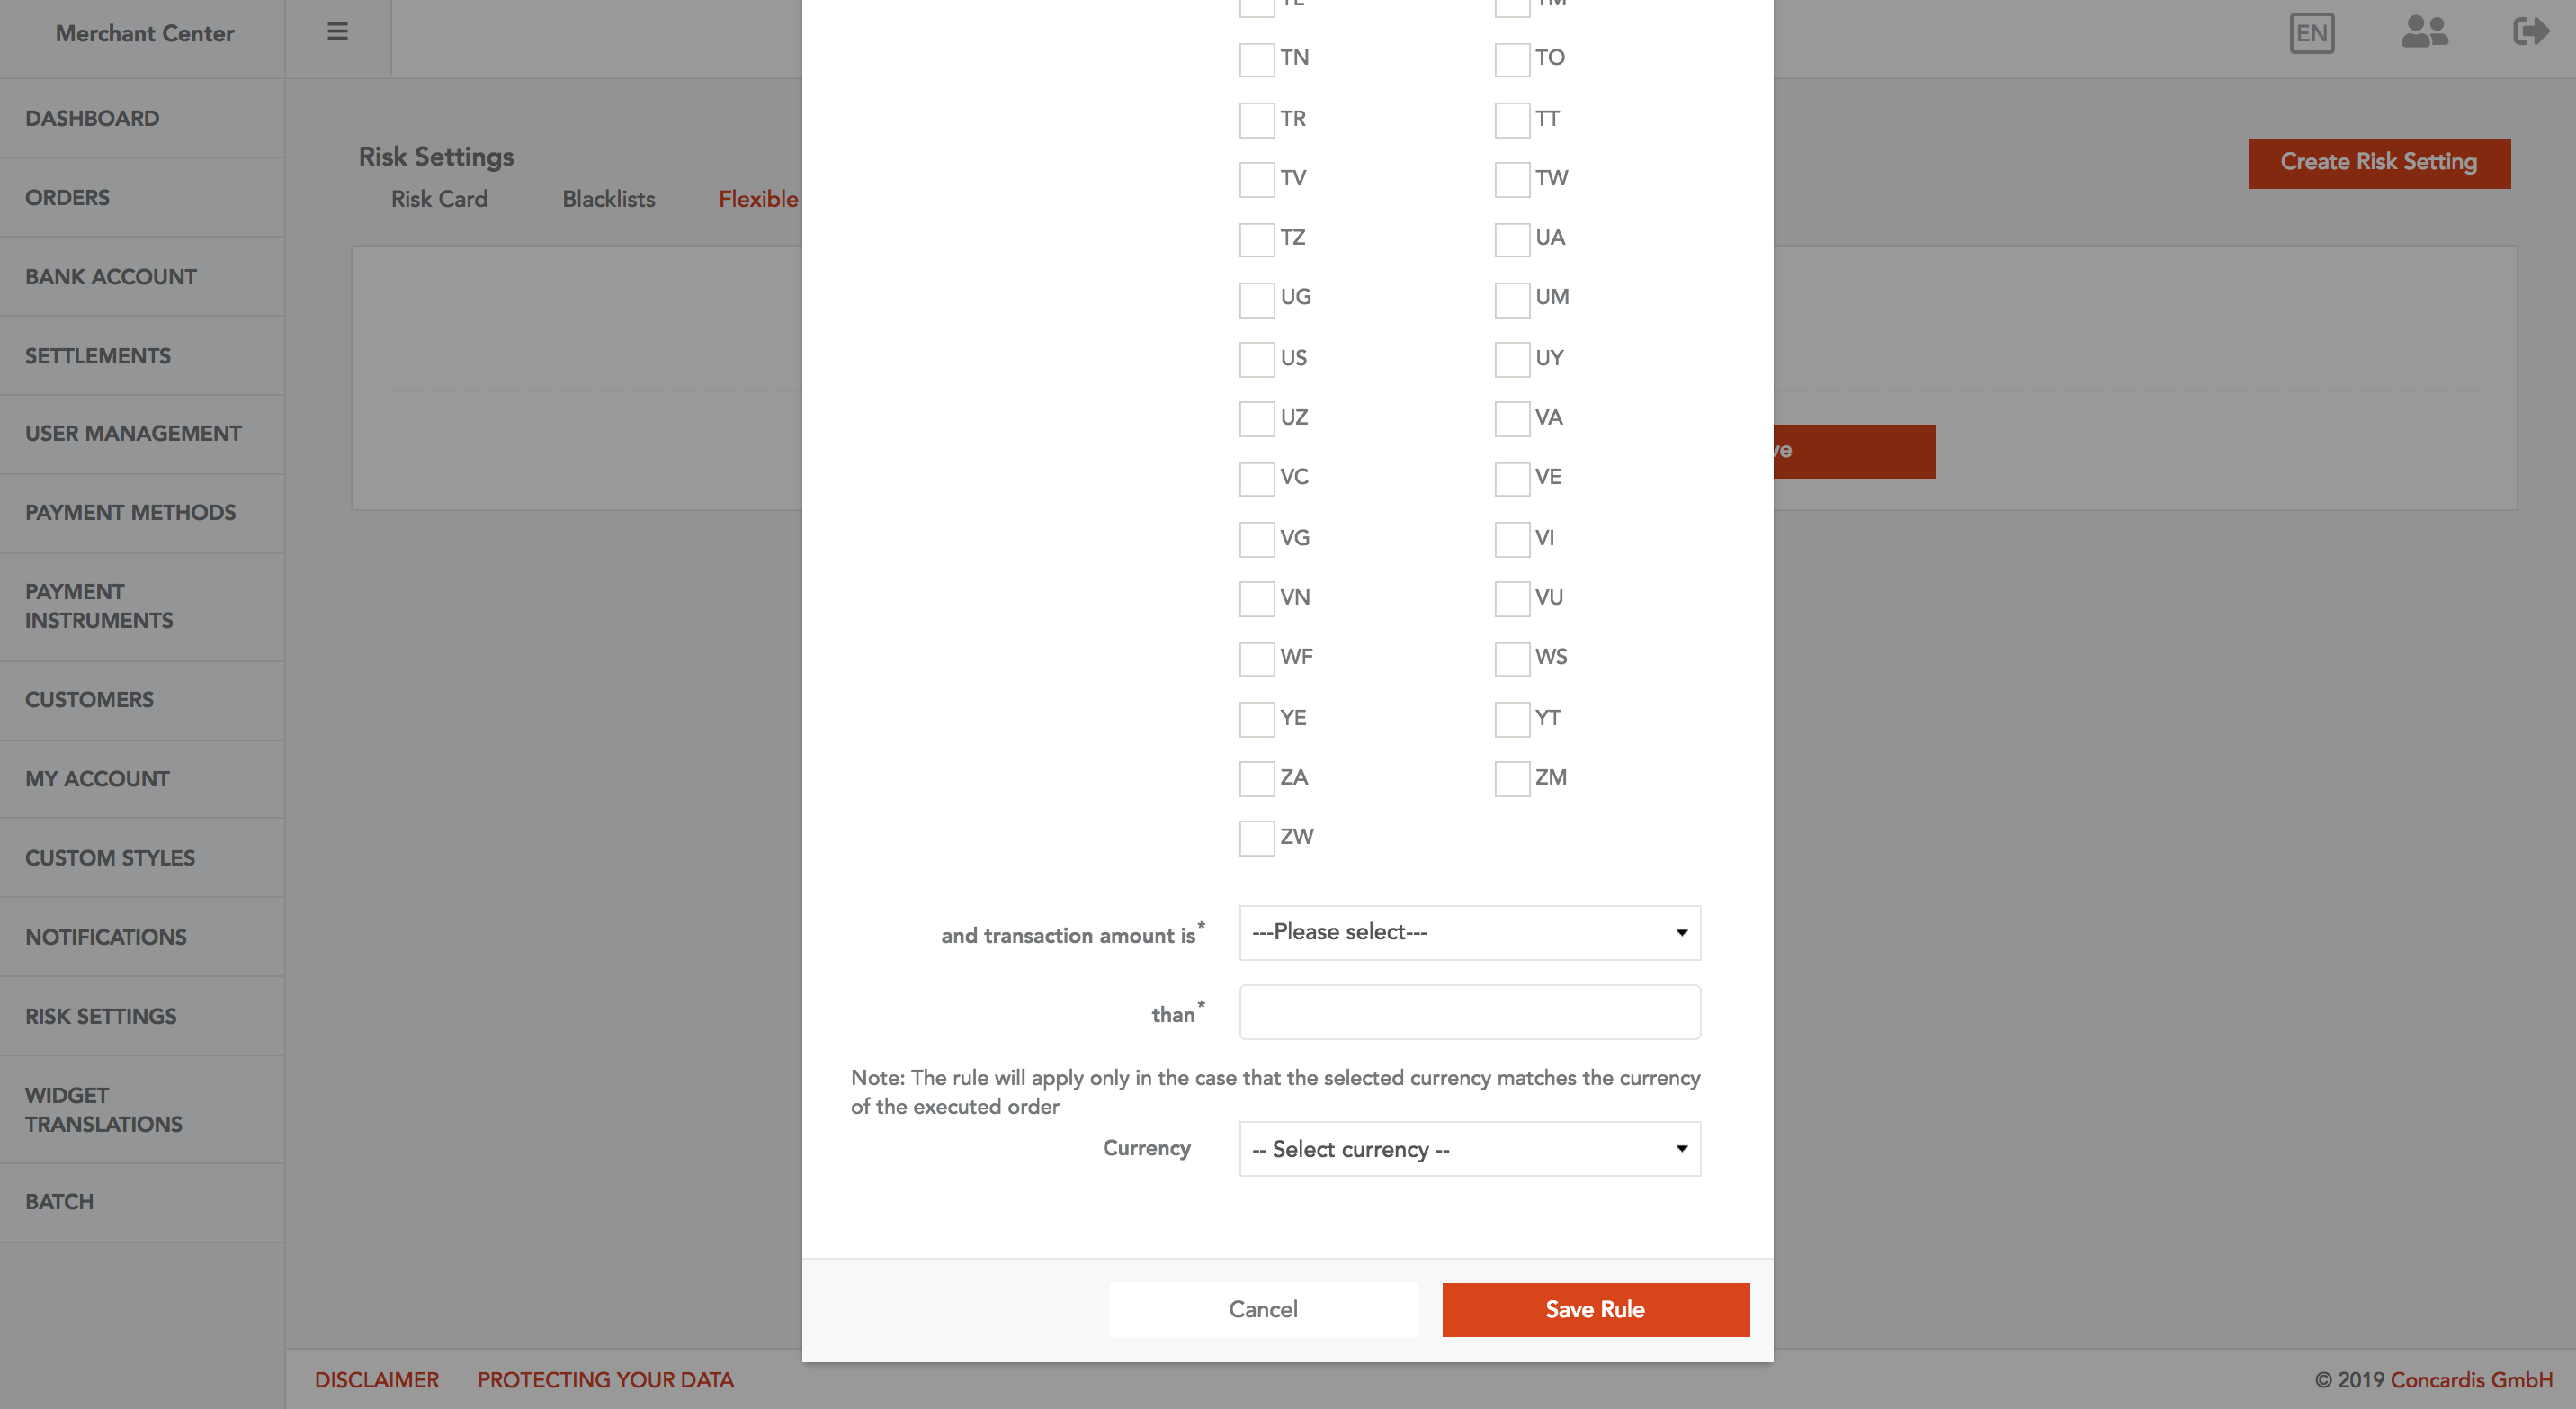 Merchant Center
EN
DASHBOARD
ORDERS
BANK ACCOUNT
SETTLEMENTS
USER MANAGEMENT
PAYMENT METHODS
PAYMENT
INSTRUMENTS
CUSTOMERS
MY ACCOUNT
CUSTOM STYLES
NOTIFICATIONS
RISK SETTINGS
WIDGET
TRANSLATIONS
BATCH
Risk Settings
Create Risk Setting
Risk Card Blacklists Flexible
TN TO
TR TT
TV TW
TZ UA
UG UM
US UY
UZ VA
VC VE
VG VI
VN VU
WF WS
YE YT
ZA ZM
ZW
and transaction amount is* ---Please select---
than*
Note: The rule will apply only in the case that the selected currency matches the currency
of the executed order
Currency -- Select currency --
Cancel Save Rule
DISCLAIMER PROTECTING YOUR DATA
© 2019 Concardis GmbH